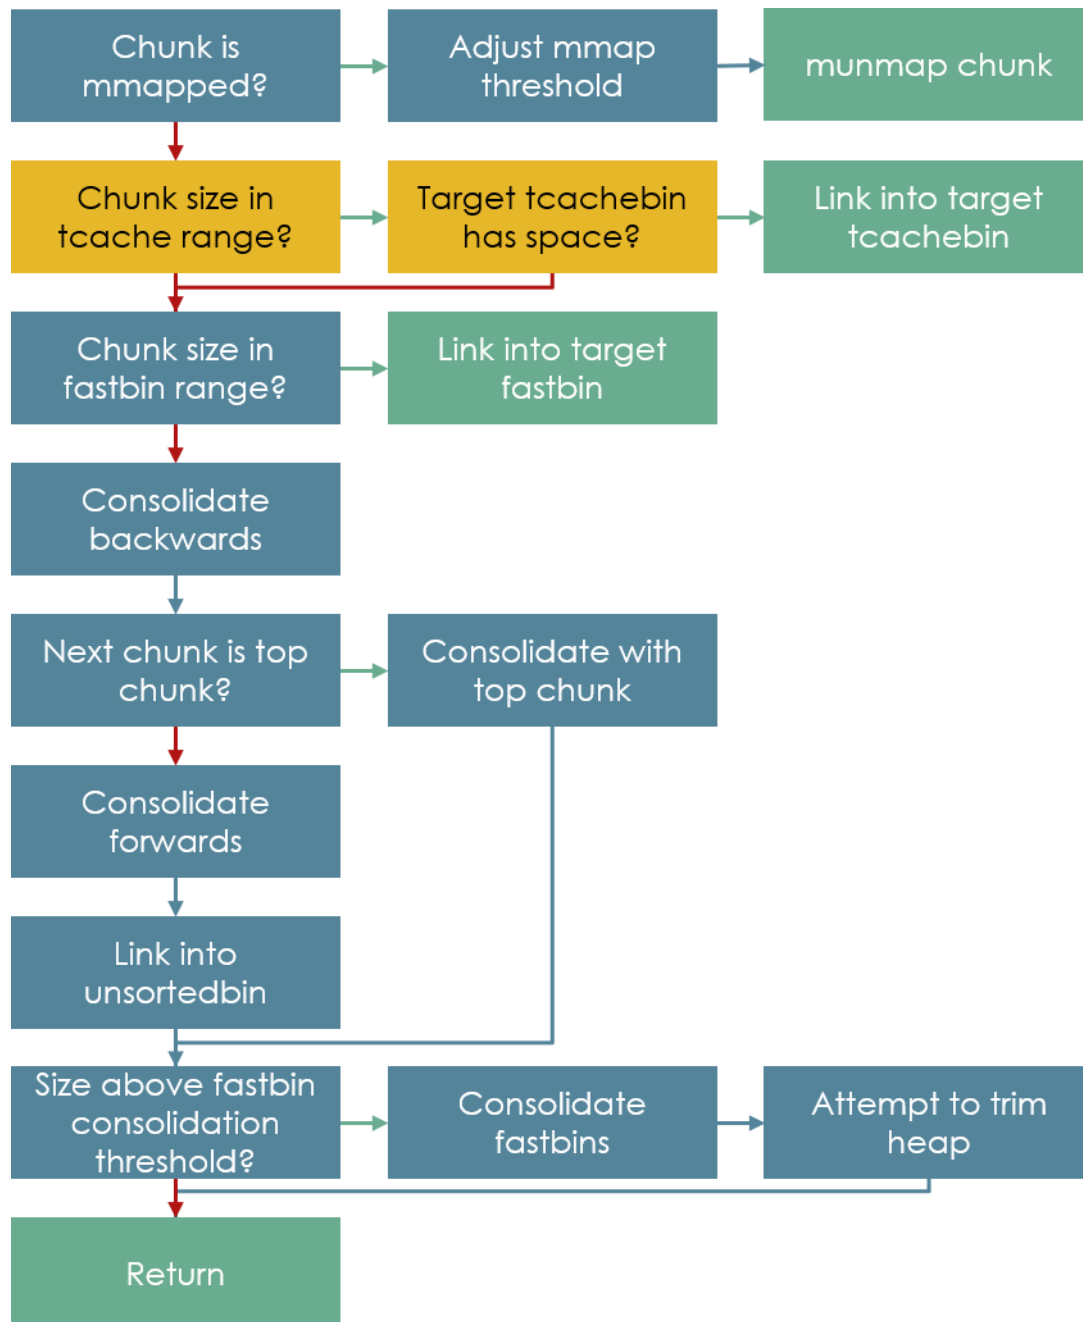 Chunk is
mmapped?
Adjust mmap
threshold
munmap chunk
Chunk size in
tcache range?
Target tcachebin
has space?
Link into target
tcachebin
Chunk size in
fastbin range?
Link into target
fastbin
Consolidate
backwards
Next chunk is top
chunk?
Consolidate with
top chunk
Consolidate
forwards
Link into
unsortedbin
Size above fastbin
consolidation
threshold?
Consolidate
fastbins
Attempt to trim
heap
Return